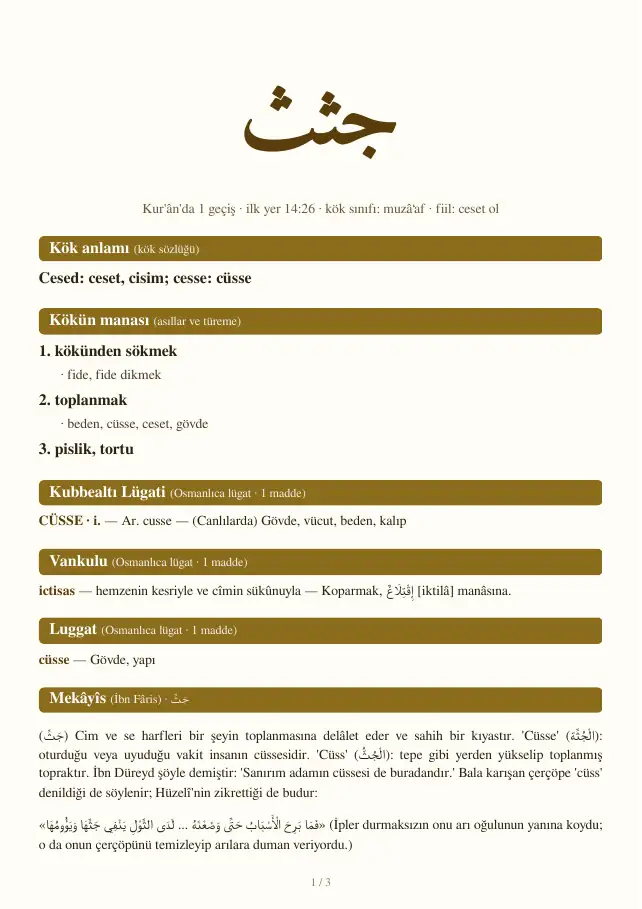 جثث
Kur'ân'da 1 geçiş · ilk yer 14:26 · kök sınıfı: muzâ‘af · fiil: ceset ol
Kök anlamı (kök sözlüğü)
Cesed: ceset, cisim; cesse: cüsse
Kökün manası (asıllar ve türeme)
1. kökünden sökmek
· fide, fide dikmek
2. toplanmak
· beden, cüsse, ceset, gövde
3. pislik, tortu
Kubbealtı Lügati (Osmanlıca lügat · 1 madde)
CÜSSE · i. — Ar. cusse — (Canlılarda) Gövde, vücut, beden, kalıp
Vankulu (Osmanlıca lügat · 1 madde)
ictisas — hemzenin kesriyle ve cîmin sükûnuyla — Koparmak, إِقْتِلَاعْ [iktilâ] manâsına.
Luggat (Osmanlıca lügat · 1 madde)
cüsse — Gövde, yapı
Mekâyîs (İbn Fâris) · جَثَّ
(جَثَّ) Cim ve se harfleri bir şeyin toplanmasına delâlet eder ve sahih bir kıyastır. 'Cüsse' (الْجُثَّة):
oturduğu veya uyuduğu vakit insanın cüssesidir. 'Cüss' (الْجُثُّ): tepe gibi yerden yükselip toplanmış
topraktır. İbn Düreyd şöyle demiştir: 'Sanırım adamın cüssesi de buradandır.' Bala karışan çerçöpe 'cüss'
denildiği de söylenir; Hüzelî'nin zikrettiği de budur:
«فَمَا بَرِحَ الْأَسْبَابُ حَتَّى وَضَعْنَهُ ... لَدَى الثَّوْلِ يَنْفِي جَثَّهَا وَيَؤُومُهَا» (İpler durmaksızın onu arı oğulunun yanına koydu;
o da onun çerçöpünü temizleyip arılara duman veriyordu.)
1 / 3